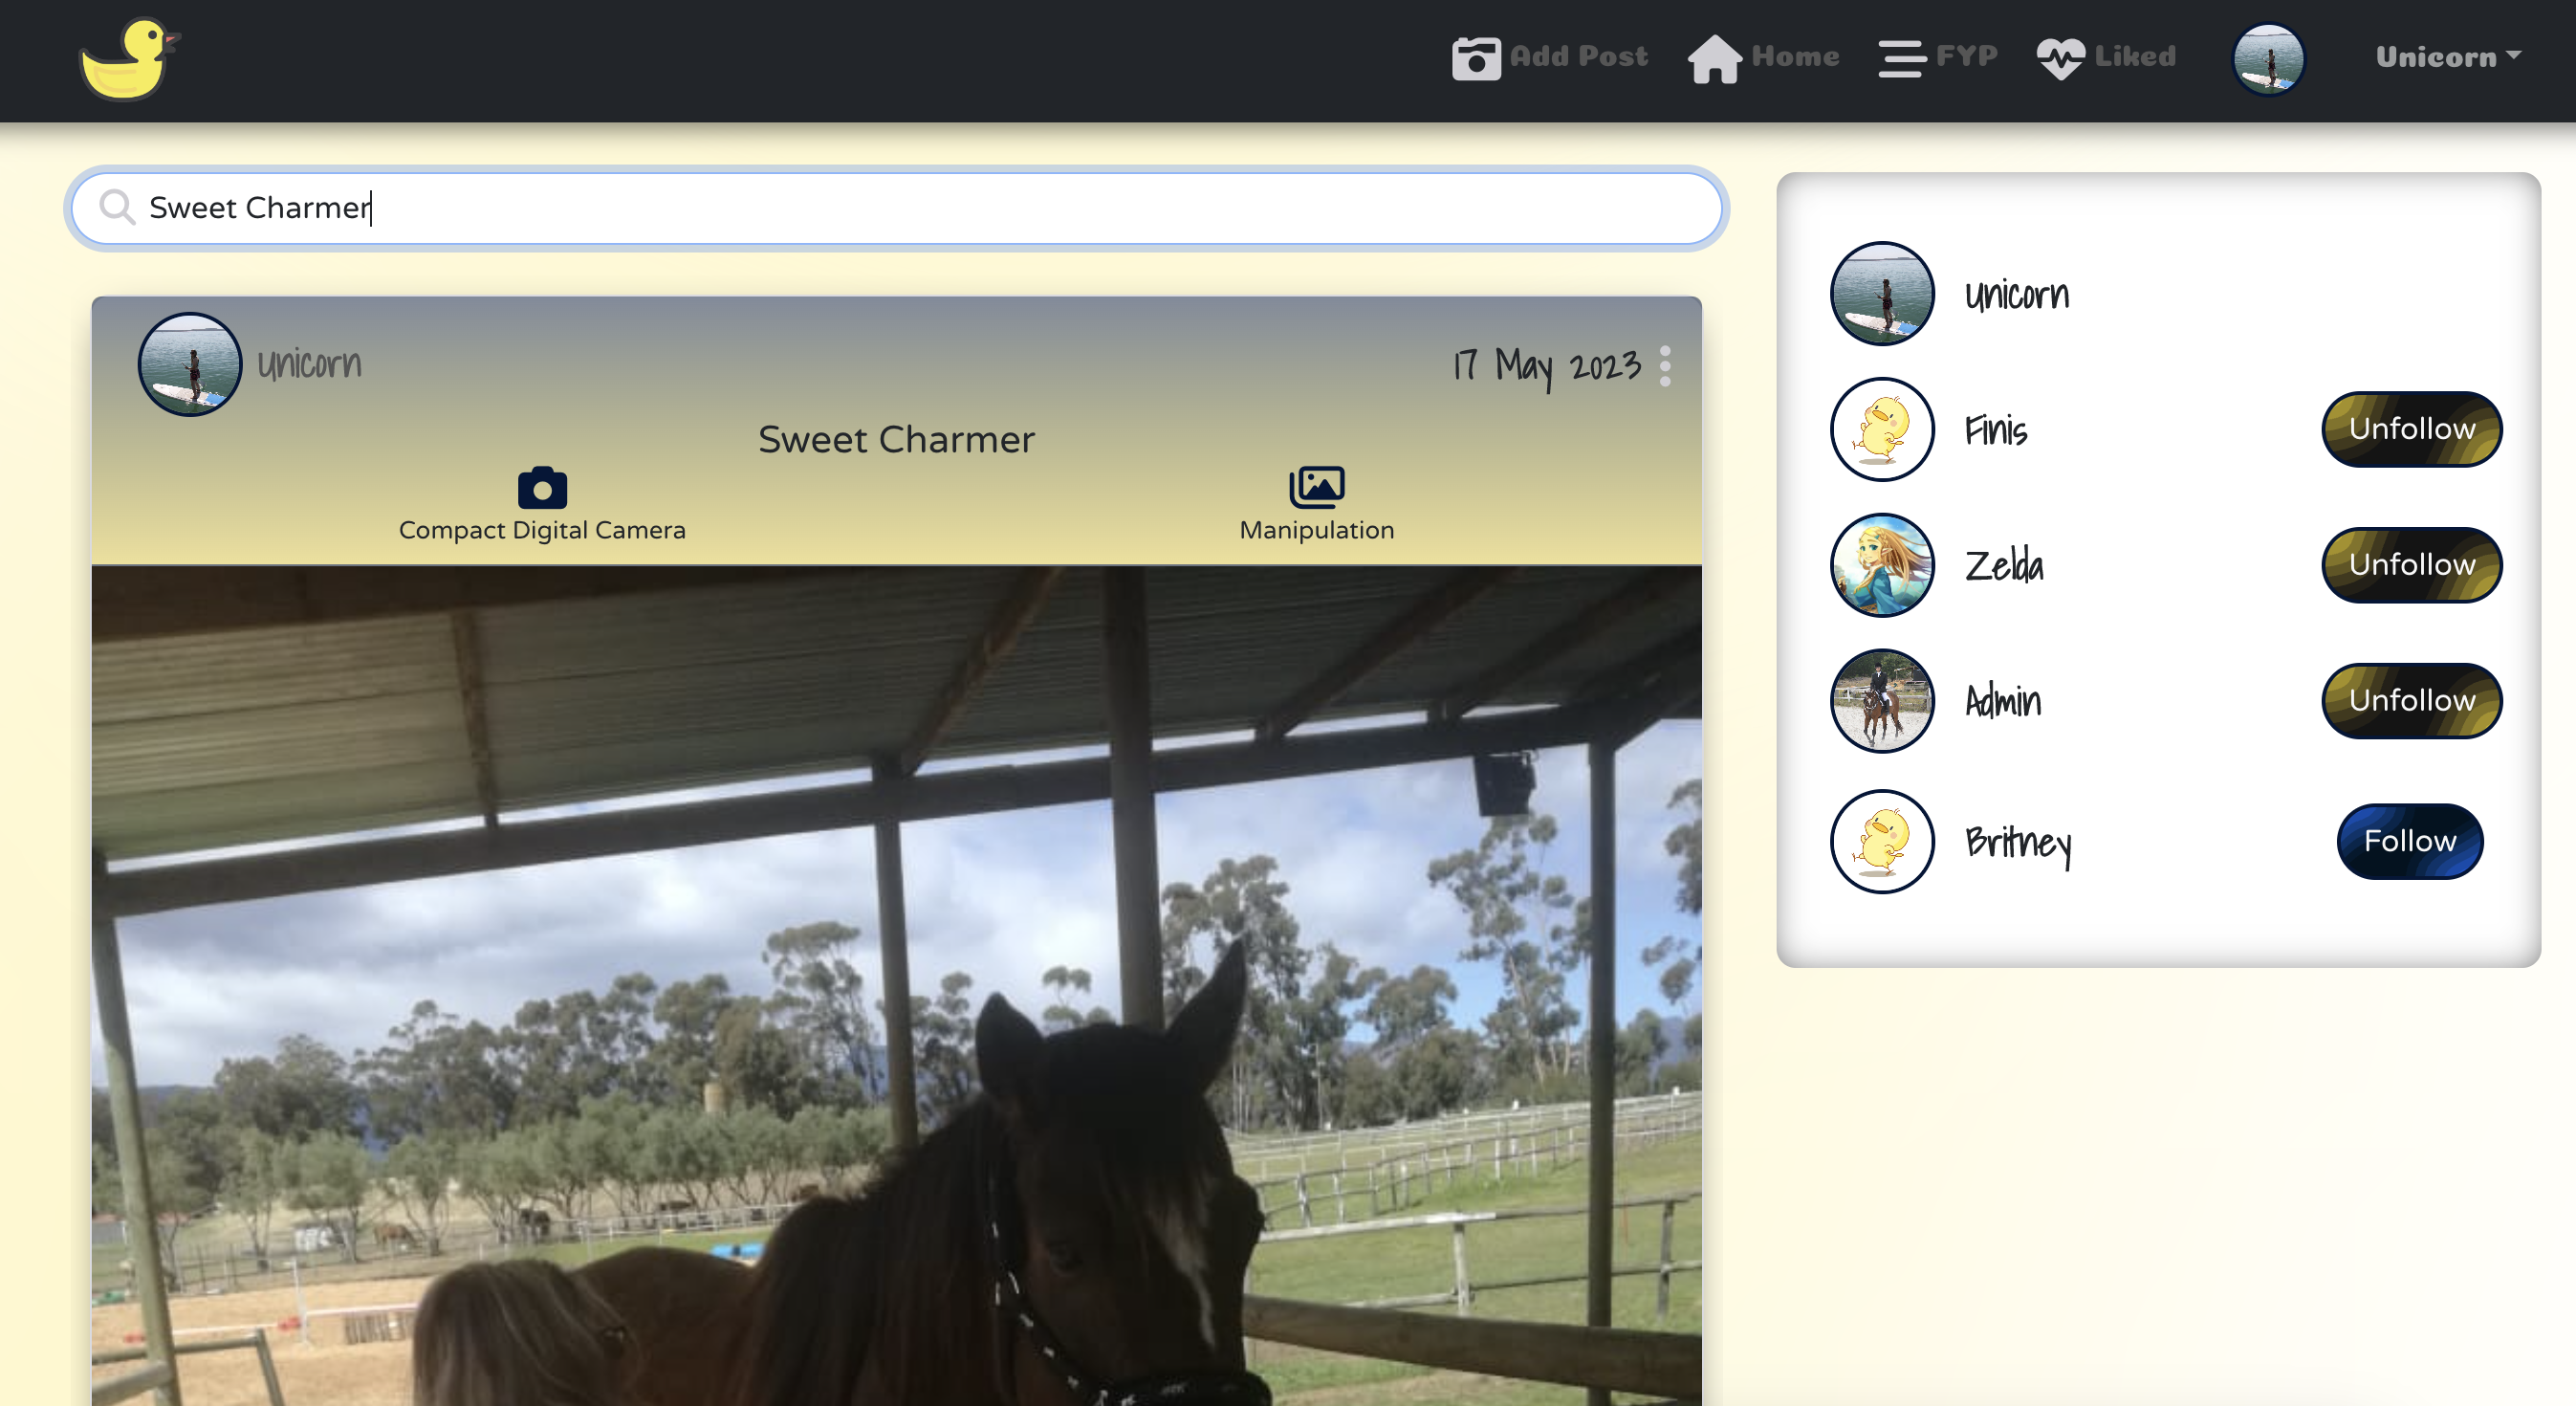 Add Post Home FYP Liked Unicorn
Sweet Charmer
Unicorn
17 May 2023
Sweet Charmer
Compact Digital Camera
Manipulation
Unicorn
Finis Unfollow
Zelda Unfollow
Admin Unfollow
Britney Follow